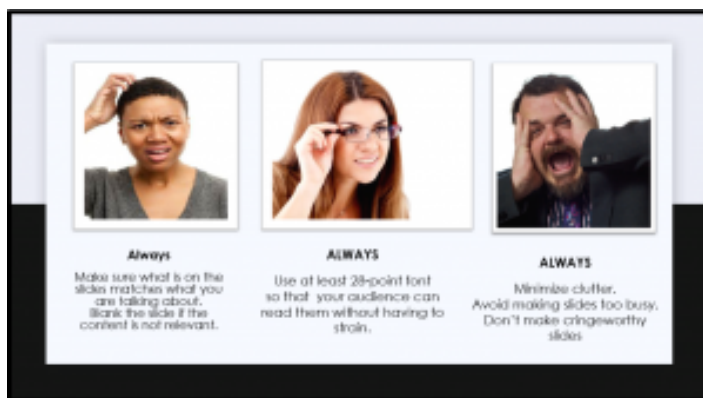 Always
Make sure what is on the
slides matches what you
are talking about.
Blank the slide if the
content is not relevant.
ALWAYS
Use at least 28-point font
so that your audience can
read them without having to
strain.
ALWAYS
Minimize clutter.
Avoid making slides too busy.
Don't make cringeworthy
slides